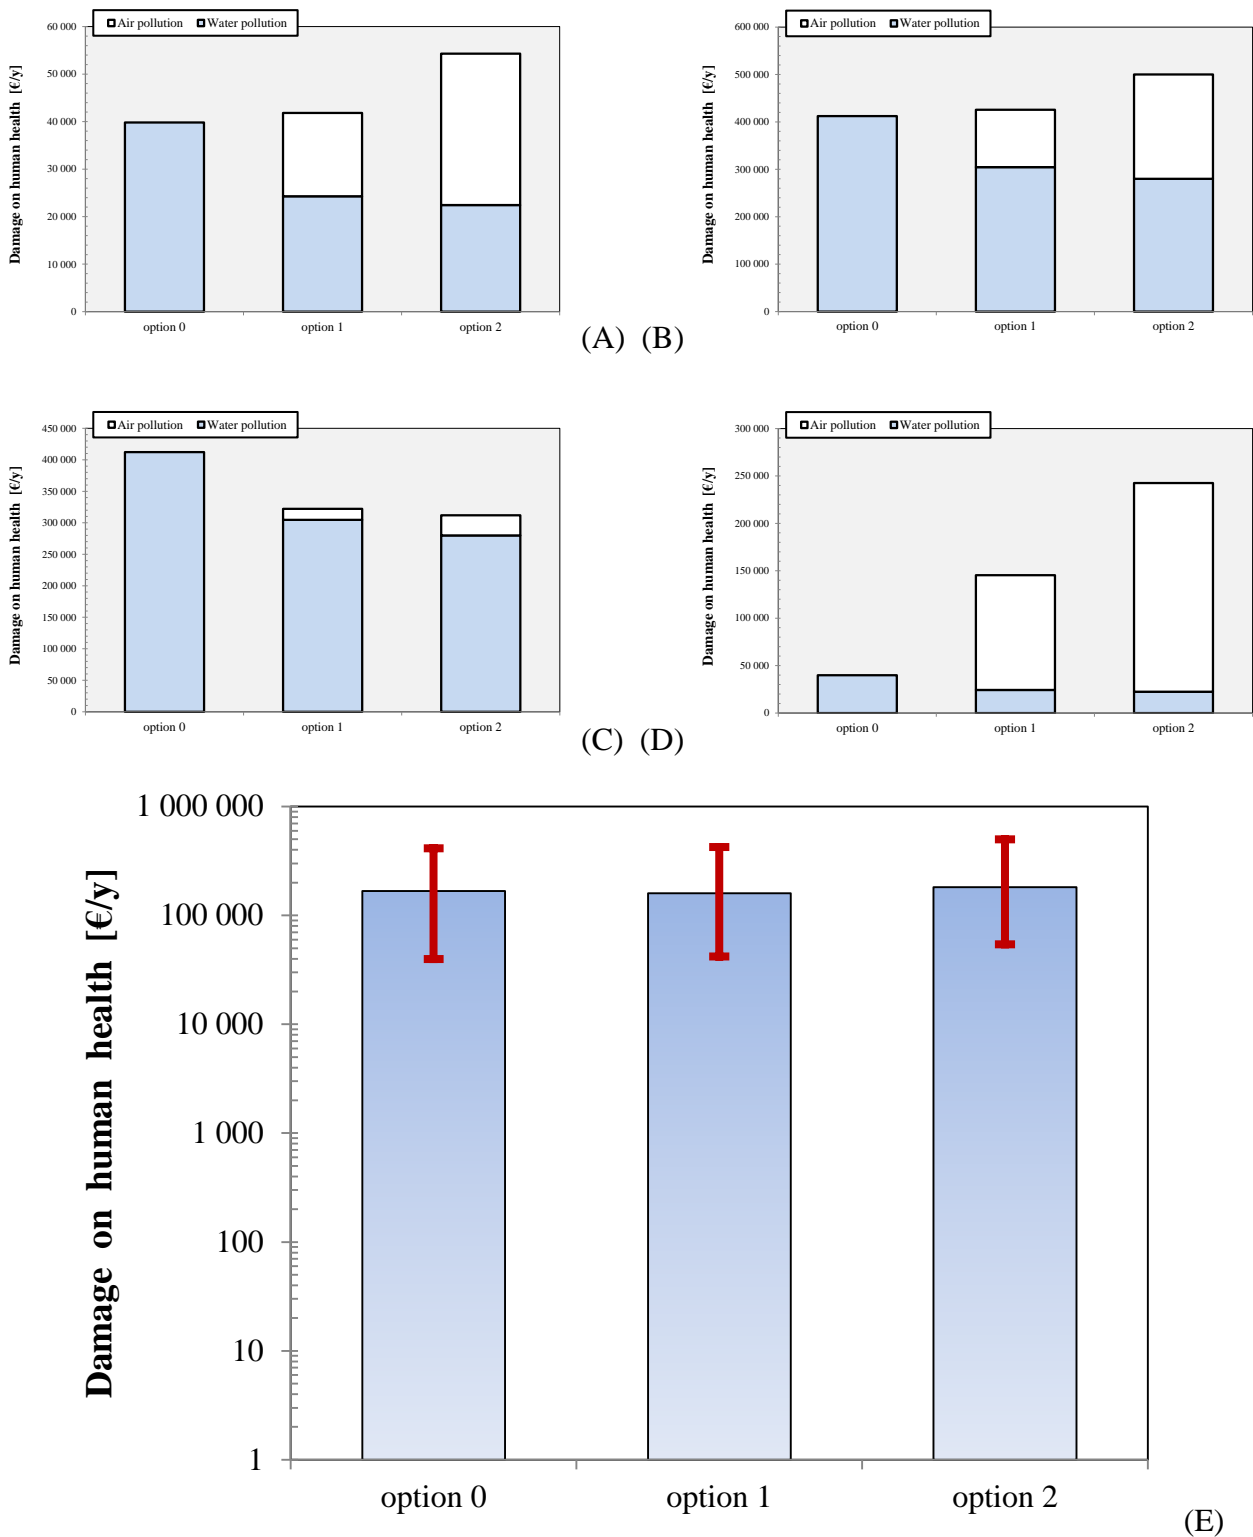 Air pollution Water pollution
Damage on human health [€/y]
60 000
50 000
40 000
30 000
20 000
10 000
0
option 0 option 1 option 2
(A)
Air pollution Water pollution
Damage on human health [€/y]
600 000
500 000
400 000
300 000
200 000
100 000
0
option 0 option 1 option 2
(B)
Air pollution Water pollution
Damage on human health [€/y]
450 000
400 000
350 000
300 000
250 000
200 000
150 000
100 000
50 000
0
option 0 option 1 option 2
(C)
Air pollution Water pollution
Damage on human health [€/y]
300 000
250 000
200 000
150 000
100 000
50 000
0
option 0 option 1 option 2
(D)
Damage on human health [€/y]
1 000 000
100 000
10 000
1 000
100
10
1
option 0 option 1 option 2
(E)